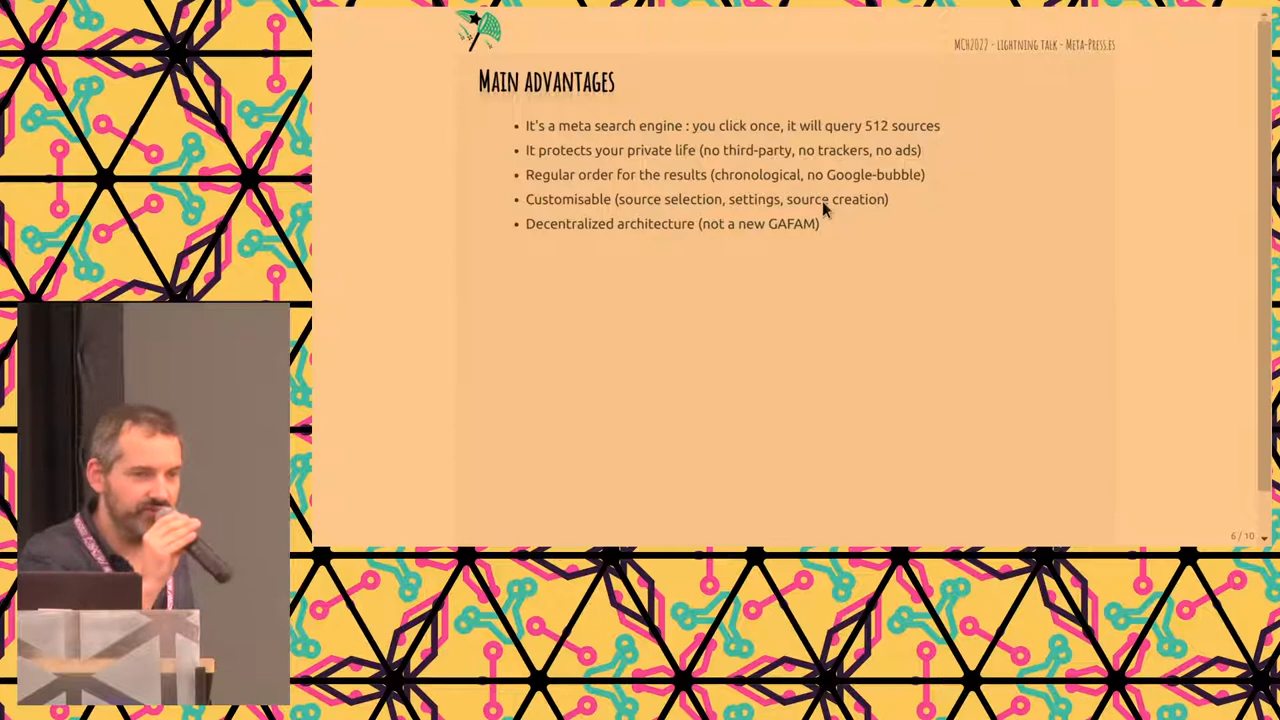 MCH2022 - lightning talk - Meta-Press.es
Main advantages
• It's a meta search engine : you click once, it will query 512 sources
• It protects your private life (no third-party, no trackers, no ads)
• Regular order for the results (chronological, no Google-bubble)
• Customisable (source selection, settings, source creation)
• Decentralized architecture (not a new GAFAM)
6 / 10